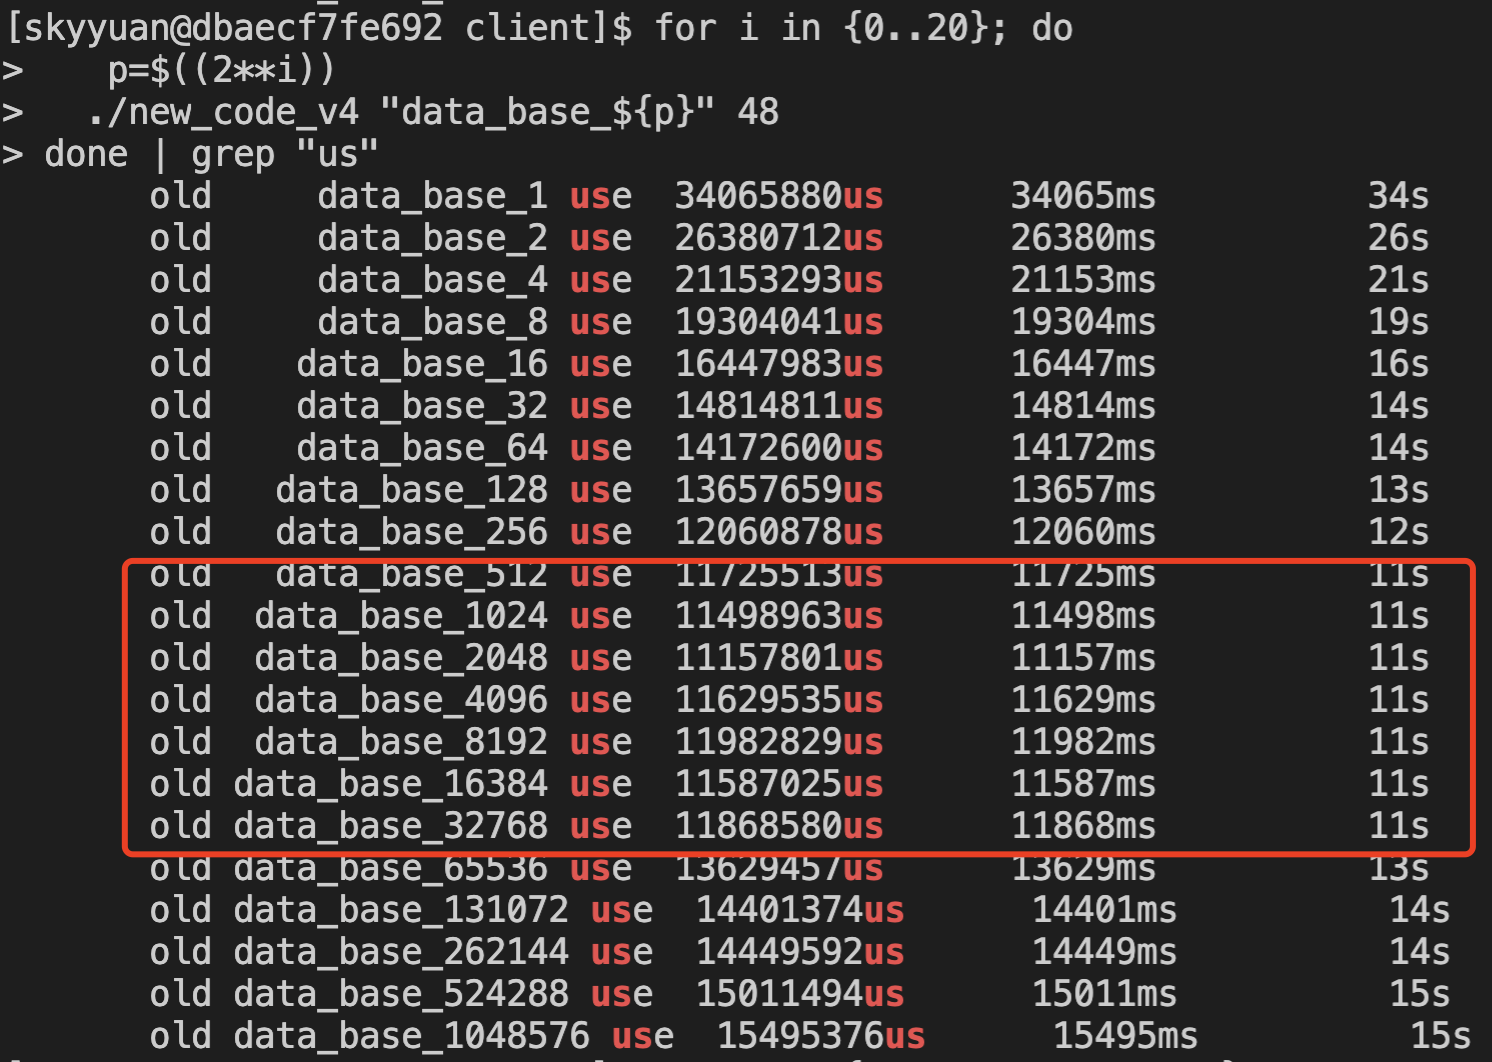 [skyyuan@dbaecf7fe692 client]$ for i in {0..20}; do
>    p=$((2**i))
>   ./new_code_v4 "data_base_${p}" 48
> done | grep "us"
old     data_base_1 use  34065880us      34065ms          34s
old     data_base_2 use  26380712us      26380ms          26s
old     data_base_4 use  21153293us      21153ms          21s
old     data_base_8 use  19304041us      19304ms          19s
old    data_base_16 use  16447983us      16447ms          16s
old    data_base_32 use  14814811us      14814ms          14s
old    data_base_64 use  14172600us      14172ms          14s
old   data_base_128 use  13657659us      13657ms          13s
old   data_base_256 use  12060878us      12060ms          12s
old   data_base_512 use  11725513us      11725ms          11s
old  data_base_1024 use  11498963us      11498ms          11s
old  data_base_2048 use  11157801us      11157ms          11s
old  data_base_4096 use  11629535us      11629ms          11s
old  data_base_8192 use  11982829us      11982ms          11s
old data_base_16384 use  11587025us      11587ms          11s
old data_base_32768 use  11868580us      11868ms          11s
old data_base_65536 use  13629457us      13629ms          13s
old data_base_131072 use  14401374us      14401ms          14s
old data_base_262144 use  14449592us      14449ms          14s
old data_base_524288 use  15011494us      15011ms          15s
old data_base_1048576 use  15495376us      15495ms          15s